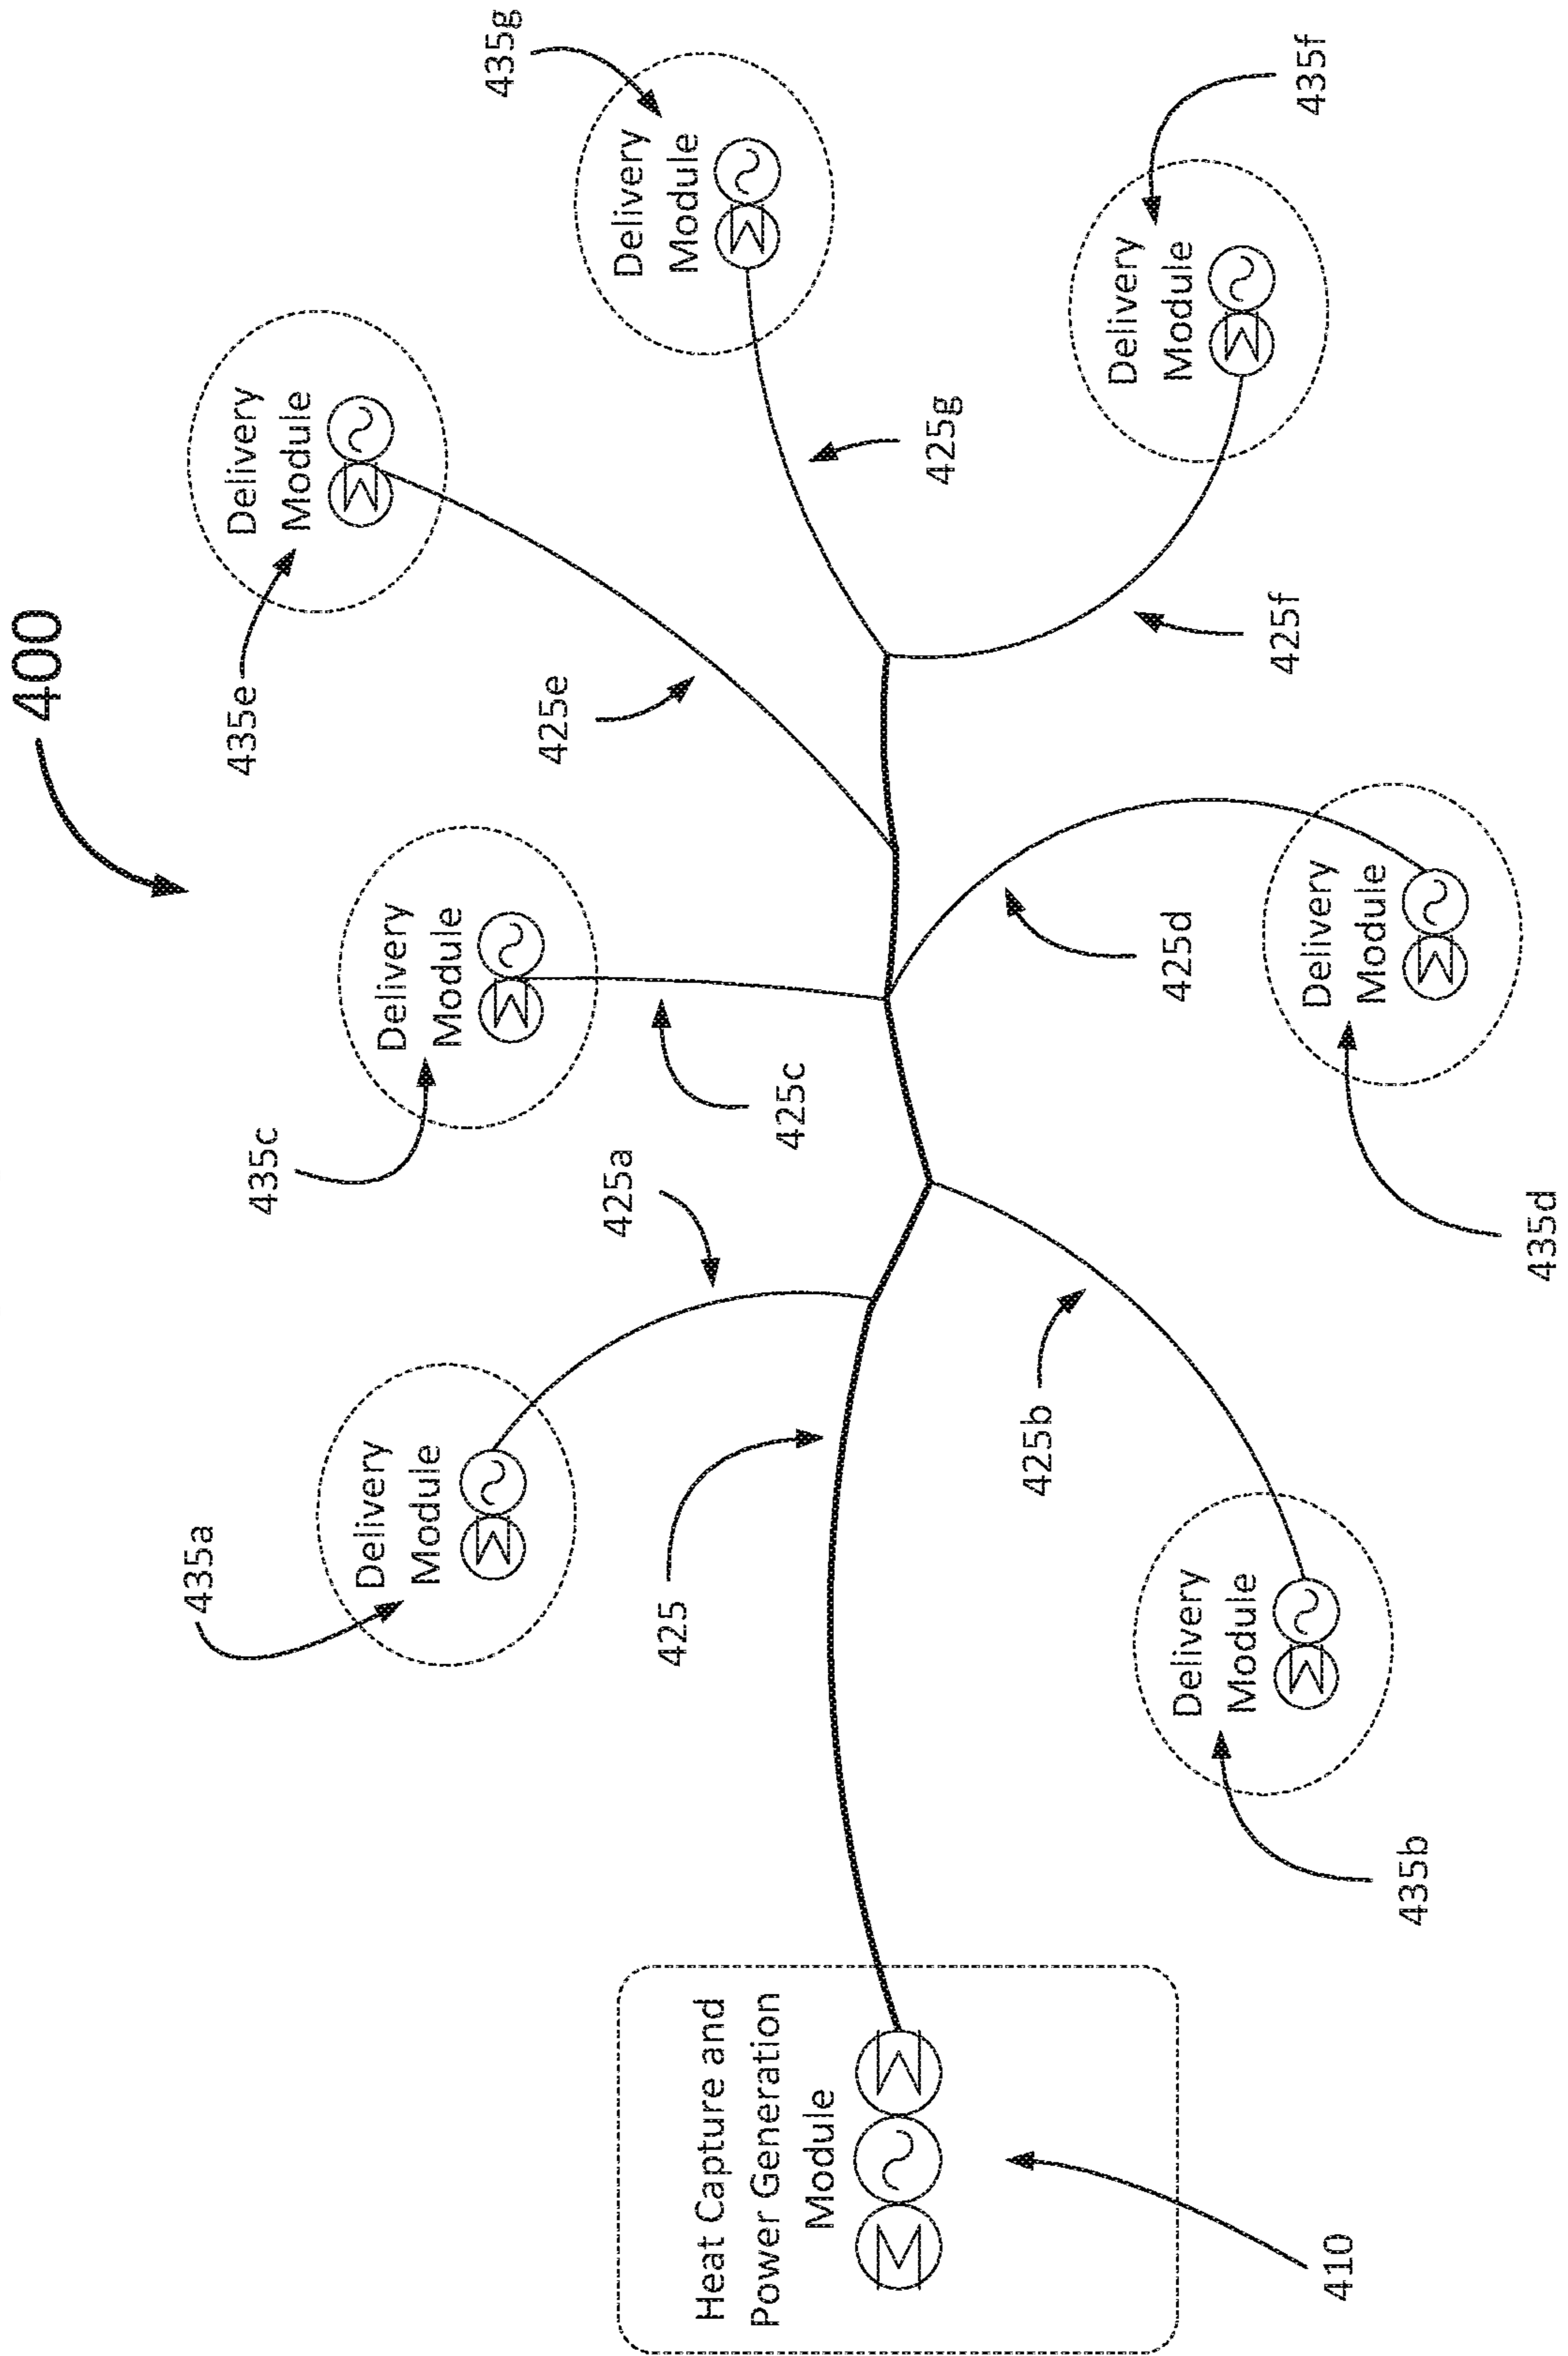 400
435g
Delivery
Module
435e
Delivery
Module
435f
Delivery
Module
425g
425e
425f
435c
Delivery
Module
425c
425d
Delivery
Module
435d
435a
Delivery
Module
425a
425
425b
Delivery
Module
435b
Heat Capture and
Power Generation
Module
410